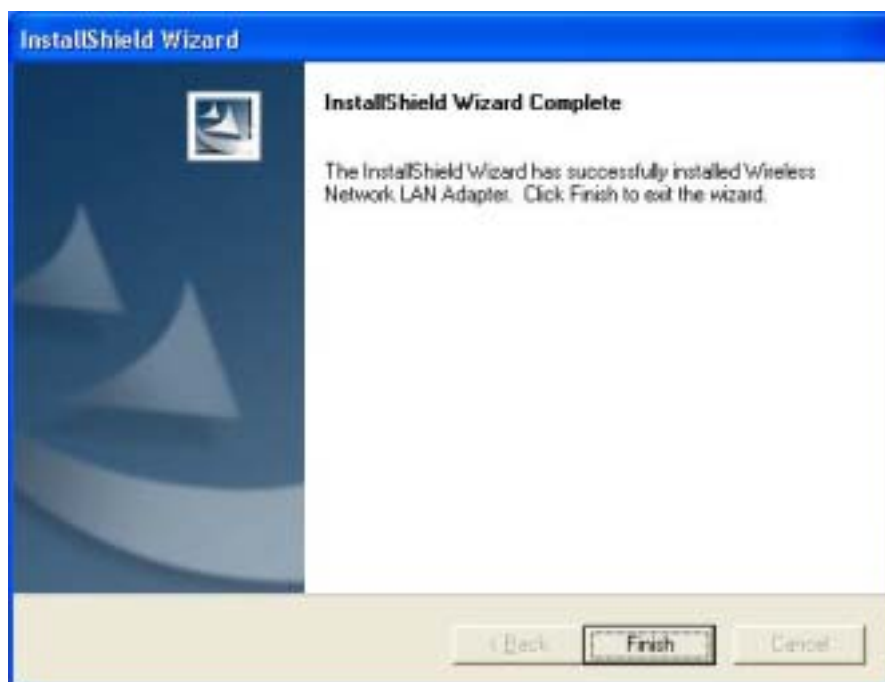 InstallShield Wizard
InstallShield Wizard Complete
The InstallShield Wizard has successfully installed Wireless
Network LAN Adapter. Click Finish to exit the wizard.
< Back
Finish
Cancel